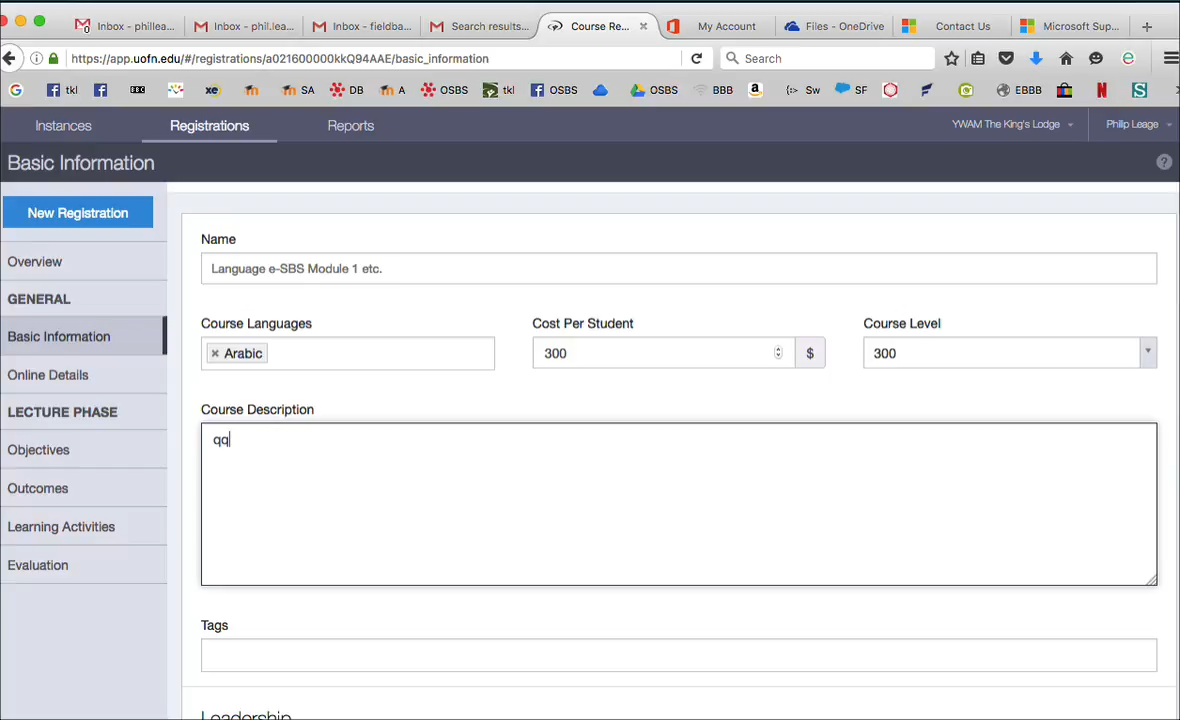 Inbox - phillea...
Inbox - phil.lea...
Inbox - fieldba...
Search results...
Course Re...
My Account
Files - OneDrive
Contact Us
Microsoft Sup...
https://app.uofn.edu/#/registrations/a021600000kkQ94AAE/basic_information
Search
tkl
SA
DB
A
OSBS
tkl
OSBS
OSBS
BBB
Sw
SF
EBBB
Instances
Registrations
Reports
YWAM The King's Lodge
Philip Leage
Basic Information
New Registration
Overview
GENERAL
Basic Information
Online Details
LECTURE PHASE
Objectives
Outcomes
Learning Activities
Evaluation
Name
Language e-SBS Module 1 etc.
Course Languages
Cost Per Student
Course Level
× Arabic
300
$
300
Course Description
qq
Tags
Leadership